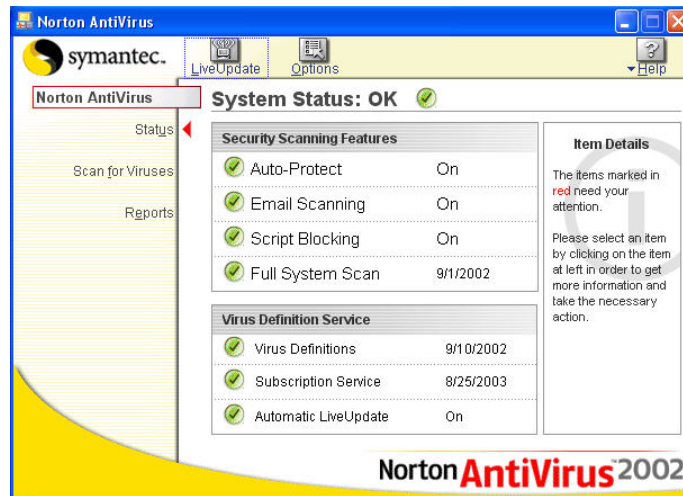 Norton AntiVirus
symantec.
LiveUpdate
Options
Help
Norton AntiVirus
Status
Scan for Viruses
Reports
System Status: OK
Security Scanning Features
Auto-Protect On
Email Scanning On
Script Blocking On
Full System Scan 9/1/2002
Virus Definition Service
Virus Definitions 9/10/2002
Subscription Service 8/25/2003
Automatic LiveUpdate On
Item Details
The items marked in
red need your
attention.
Please select an item
by clicking on the item
at left in order to get
more information and
take the necessary
action.
Norton AntiVirus 2002